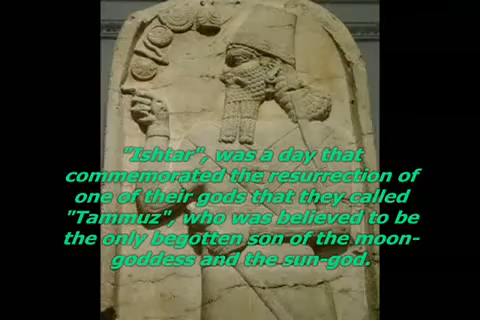 "Ishtar", was a day that
commemorated the resurrection of
one of their gods that they called
"Tammuz", who was believed to be
the only begotten son of the moon-
goddess and the sun-god.